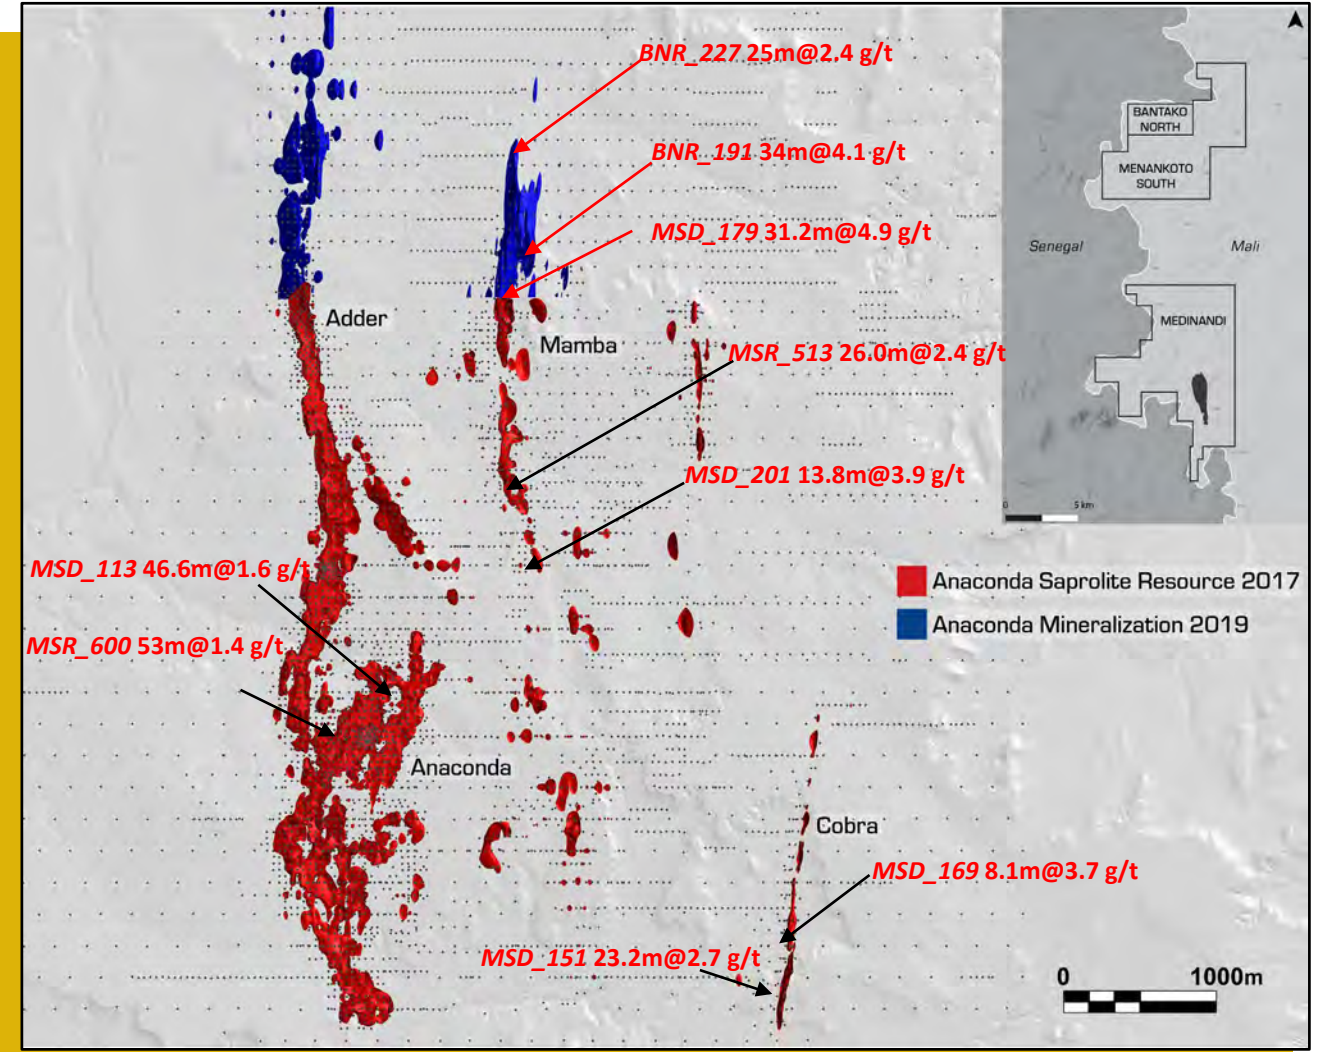 BNR_227 25m@2.4 g/t
BNR_191 34m@4.1 g/t
MSD_179 31.2m@4.9 g/t
Adder
Mamba
MSR_513 26.0m@2.4 g/t
MSD_201 13.8m@3.9 g/t
MSD_113 46.6m@1.6 g/t
MSR_600 53m@1.4 g/t
Anaconda
Cobra
MSD_169 8.1m@3.7 g/t
MSD_151 23.2m@2.7 g/t
BANTAKO
NORTH
MENANKOTO
SOUTH
Senegal
Mali
MEDINANDI
0 5 km
Anaconda Saprolite Resource 2017
Anaconda Mineralization 2019
0 1000m